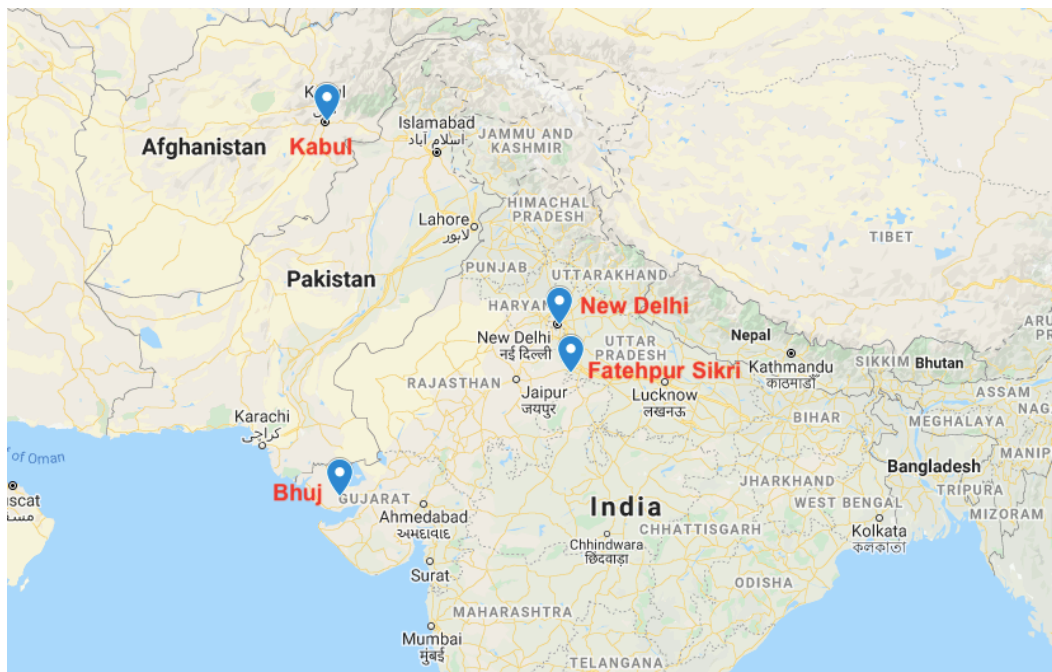 Afghanistan
Kabul
Islamabad
اسلام آباد
JAMMU AND
KASHMIR
HIMACHAL
PRADESH
Lahore
لاہور
TIBET
Pakistan
PUNJAB
UTTARAKHAND
HARYAN
New Delhi
New Delhi
नई दिल्ली
UTTAR
PRADESH
Nepal
Fatehpur Sikri
Kathmandu
काठमाडौँ
SIKKIM
Bhutan
RAJASTHAN
Jaipur
जयपुर
Lucknow
लखनऊ
ASSAM
MEGHALAYA
BIHAR
Karachi
کراچی
of Oman
Bangladesh
MANIP
Bhuj
GUJARAT
JHARKHAND
TRIPURA
India
WEST BENGAL
MIZORAM
Ahmedabad
અમદાવાદ
CHHATTISGARH
Kolkata
কলকাতা
Chhindwara
छिंदवाड़ा
Surat
ODISHA
MAHARASHTRA
Mumbai
मुंबई
TELANGANA